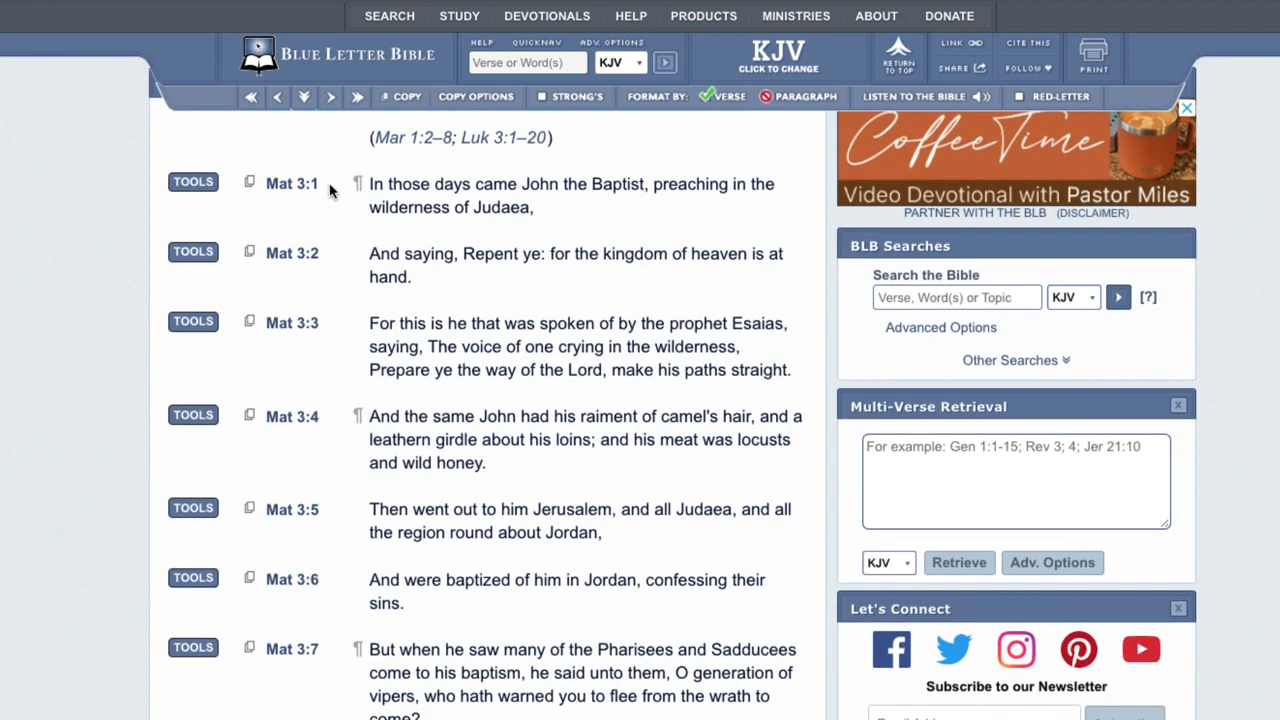 SEARCH STUDY DEVOTIONALS HELP PRODUCTS MINISTRIES ABOUT DONATE
BLUE LETTER BIBLE
HELP QUICKNAV ADV. OPTIONS
Verse or Word(s) KJV
KJV
CLICK TO CHANGE
RETURN
TO TOP
LINK CITE THIS
SHARE FOLLOW
PRINT
COPY COPY OPTIONS STRONG'S FORMAT BY: VERSE PARAGRAPH LISTEN TO THE BIBLE RED-LETTER
(Mar 1:2–8; Luk 3:1–20)
TOOLS Mat 3:1 ¶ In those days came John the Baptist, preaching in the
wilderness of Judaea,
TOOLS Mat 3:2 And saying, Repent ye: for the kingdom of heaven is at
hand.
TOOLS Mat 3:3 For this is he that was spoken of by the prophet Esaias,
saying, The voice of one crying in the wilderness,
Prepare ye the way of the Lord, make his paths straight.
TOOLS Mat 3:4 ¶ And the same John had his raiment of camel's hair, and a
leathern girdle about his loins; and his meat was locusts
and wild honey.
TOOLS Mat 3:5 Then went out to him Jerusalem, and all Judaea, and all
the region round about Jordan,
TOOLS Mat 3:6 And were baptized of him in Jordan, confessing their
sins.
TOOLS Mat 3:7 ¶ But when he saw many of the Pharisees and Sadducees
come to his baptism, he said unto them, O generation of
vipers, who hath warned you to flee from the wrath to
come?
CoffeeTime
Video Devotional with Pastor Miles
PARTNER WITH THE BLB (DISCLAIMER)
BLB Searches
Search the Bible
Verse, Word(s) or Topic KJV [?]
Advanced Options
Other Searches
Multi-Verse Retrieval
For example: Gen 1:1-15; Rev 3; 4; Jer 21:10
KJV Retrieve Adv. Options
Let's Connect
Subscribe to our Newsletter